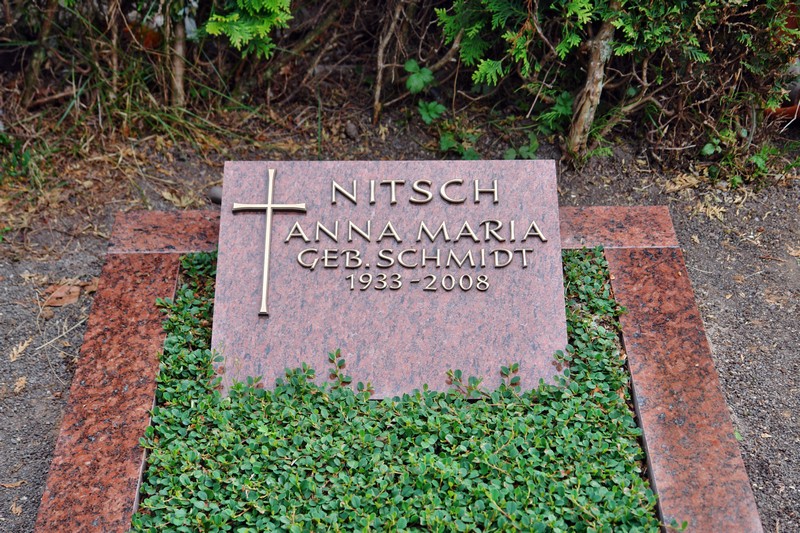 NITSCH
ANNA MARIA
GEB. SCHMIDT
1933-2008